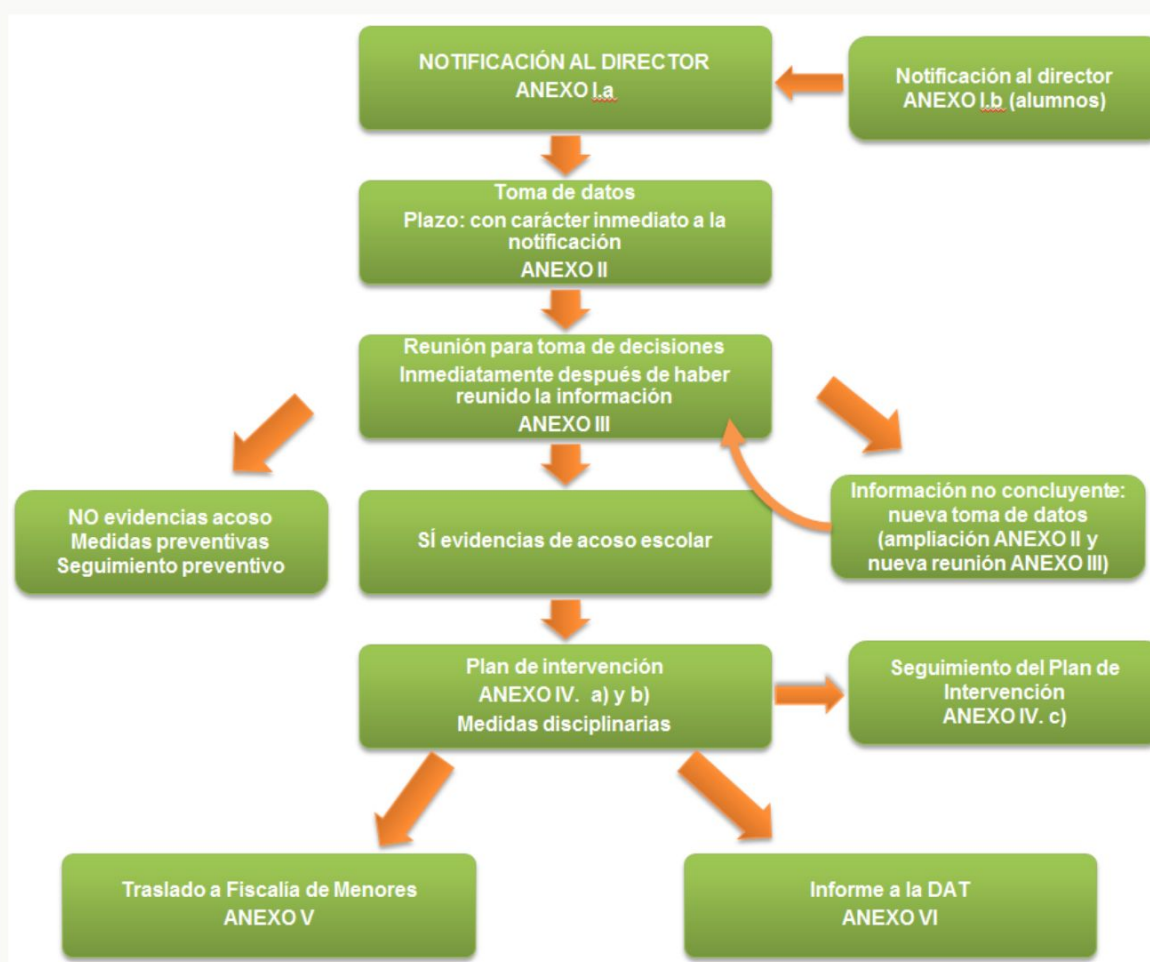 NOTIFICACIÓN AL DIRECTOR
ANEXO I.a
Notificación al director
ANEXO I.b (alumnos)
Toma de datos
Plazo: con carácter inmediato a la
notificación
ANEXO II
Reunión para toma de decisiones
Inmediatamente después de haber
reunido la información
ANEXO III
NO evidencias acoso
Medidas preventivas
Seguimiento preventivo
SÍ evidencias de acoso escolar
Información no concluyente:
nueva toma de datos
(ampliación ANEXO II y
nueva reunión ANEXO III)
Plan de intervención
ANEXO IV. a) y b)
Medidas disciplinarias
Seguimiento del Plan de
Intervención
ANEXO IV. c)
Traslado a Fiscalía de Menores
ANEXO V
Informe a la DAT
ANEXO VI